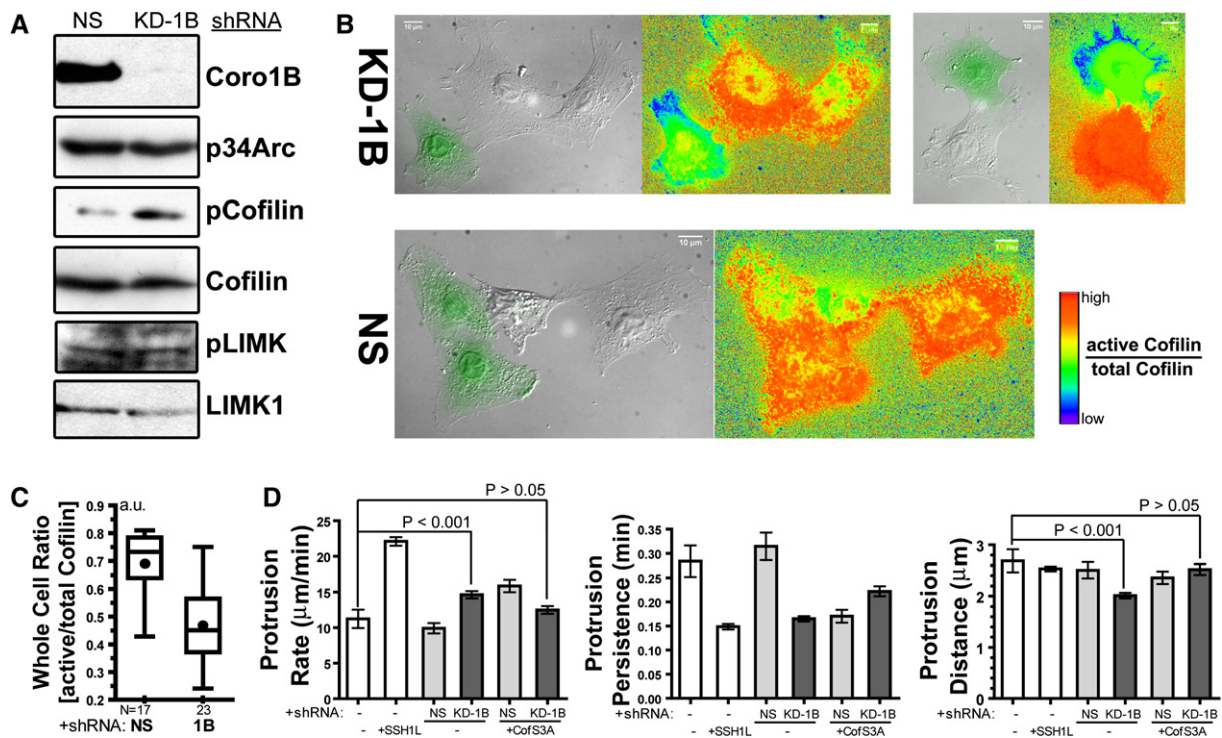 A
NS KD-1B shRNA
Coro1B
p34Arc
pCofilin
Cofilin
pLIMK
LIMK1
B
KD-1B
10 µm
10 µm
NS
10 µm
high
active Cofilin
total Cofilin
low
C
a.u.
Whole Cell Ratio
[active/total Cofilin]
0.9
0.8
0.7
0.6
0.5
0.4
0.3
0.2
N=17 23
+shRNA: NS 1B
D
P > 0.05
P < 0.001
Protrusion
Rate (µm/min)
25
20
15
10
5
0
+shRNA: - - NS KD-1B NS KD-1B
- +SSH1L - +CofS3A
Protrusion
Persistence (min)
0.35
0.30
0.25
0.20
0.15
0.10
0.05
0.00
+shRNA: - - NS KD-1B NS KD-1B
- +SSH1L - +CofS3A
P > 0.05
P < 0.001
Protrusion
Distance (µm)
3
2
1
0
+shRNA: - - NS KD-1B NS KD-1B
- +SSH1L - +CofS3A